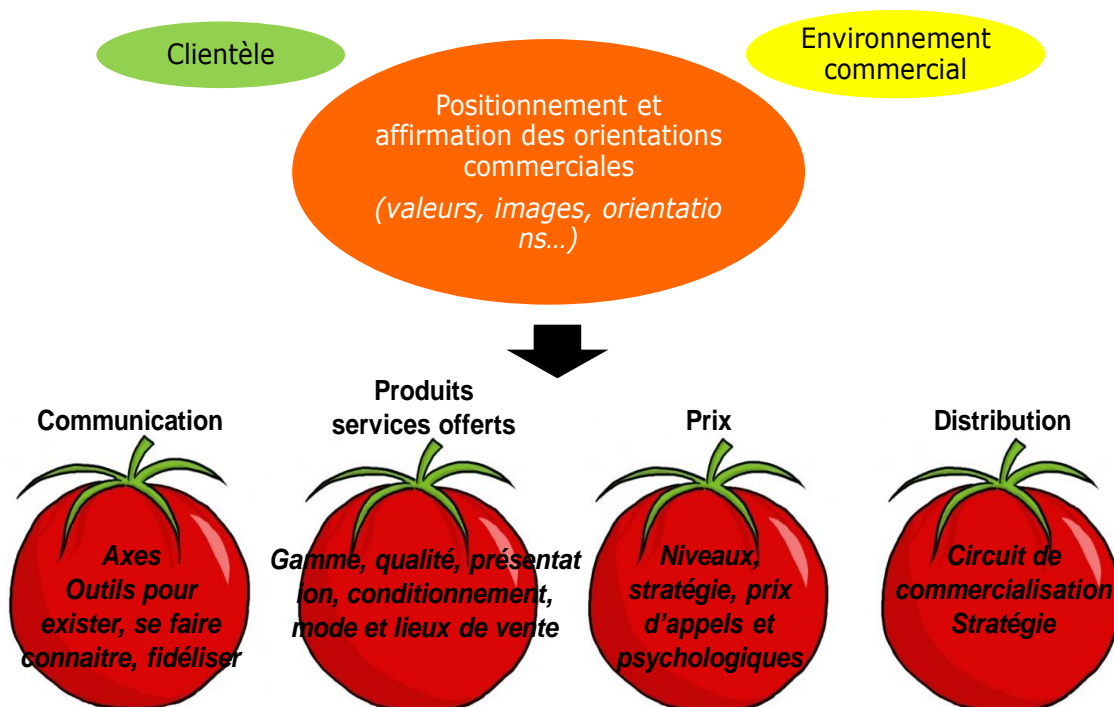 Clientèle
Environnement
commercial
Positionnement et
affirmation des orientations
commerciales
(valeurs, images, orientatio
ns...)
Communication
Produits
services offerts
Prix
Distribution
Axes
Outils pour
exister, se faire
connaitre, fidéliser
Gamme, qualité, présentat
ion, conditionnement,
mode et lieux de vente
Niveaux,
stratégie, prix
d’appels et
psychologiques
Circuit de
commercialisation
Stratégie